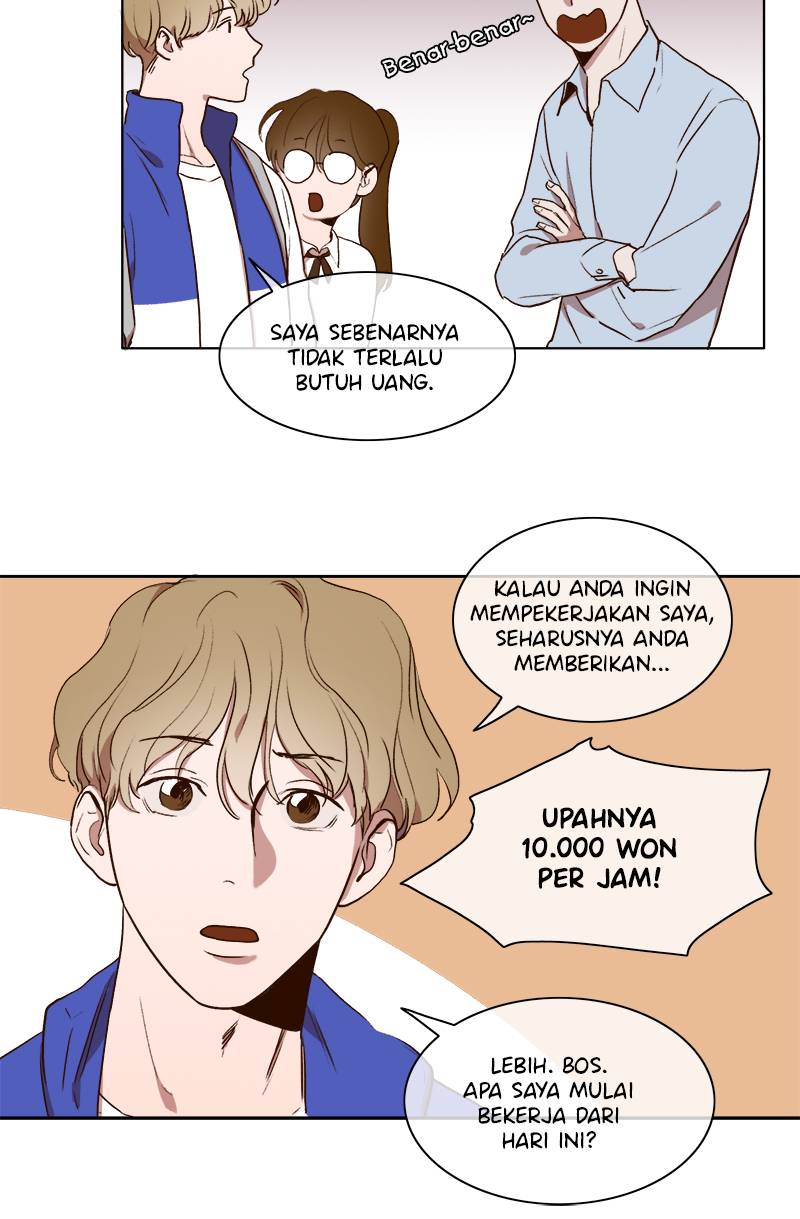 Benar-benar~
SAYA SEBENARNYA
TIDAK TERLALU
BUTUH UANG.
KALAU ANDA INGIN
MEMPEKERJAKAN SAYA,
SEHARUSNYA ANDA
MEMBERIKAN...
UPAHNYA
10.000 WON
PER JAM!
LEBIH. BOS.
APA SAYA MULAI
BEKERJA DARI
HARI INI?